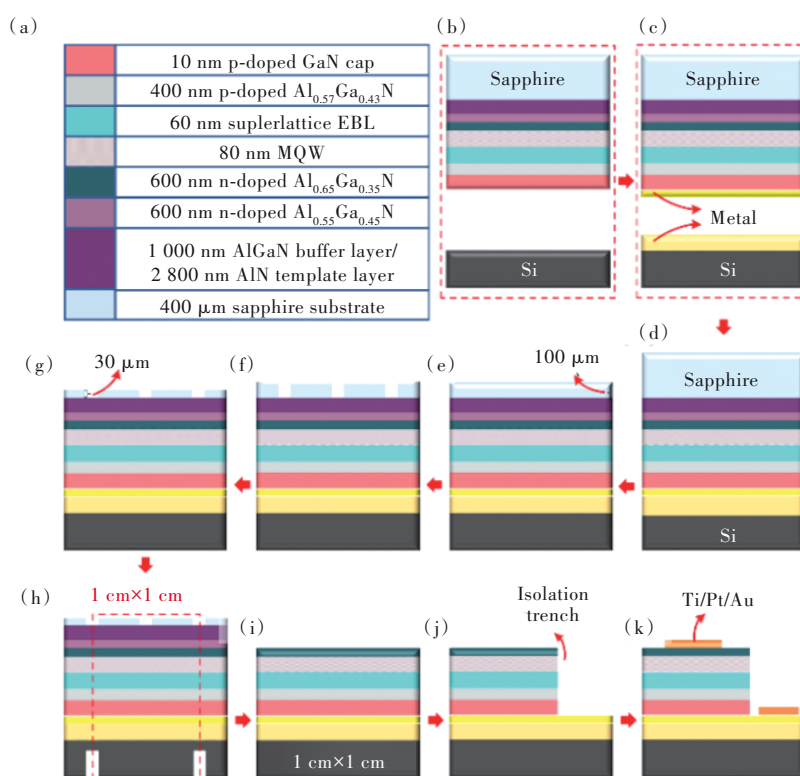 (a)
10 nm p-doped GaN cap
400 nm p-doped Al0.57Ga0.43N
60 nm suplerlattice EBL
80 nm MQW
600 nm n-doped Al0.65Ga0.35N
600 nm n-doped Al0.55Ga0.45N
1 000 nm AlGaN buffer layer/
2 800 nm AlN template layer
400 μm sapphire substrate
(b)
Sapphire
Si
(c)
Metal
(d)
Sapphire
Si
(e)
100 μm
(f)
(g)
30 μm
(h)
1 cm×1 cm
(i)
1 cm×1 cm
(j)
Isolation
trench
(k)
Ti/Pt/Au